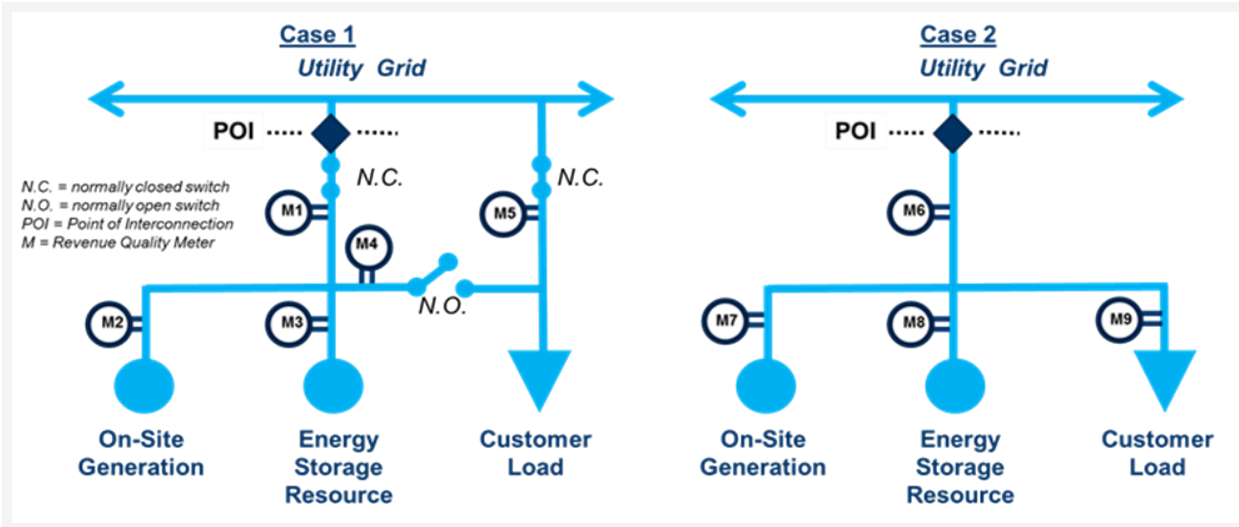 Case 1
Utility Grid
POI
N.C.
N.C.
N.C. = normally closed switch
N.O. = normally open switch
POI = Point of Interconnection
M = Revenue Quality Meter
M1
M5
M4
N.O.
M2
M3
On-Site
Generation
Energy
Storage
Resource
Customer
Load
Case 2
Utility Grid
POI
M6
M7
M8
M9
On-Site
Generation
Energy
Storage
Resource
Customer
Load